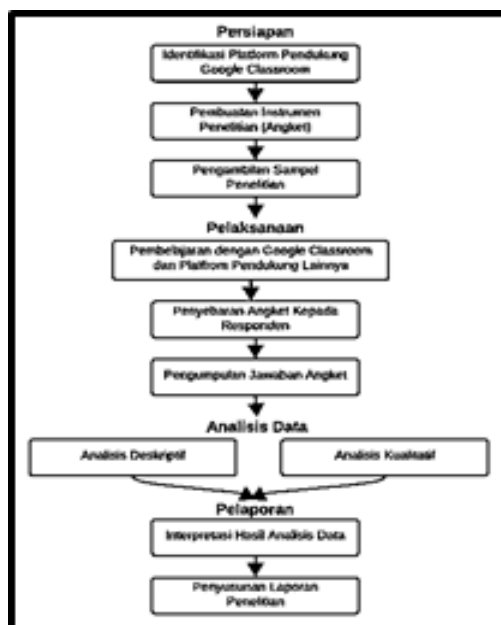 Persiapan
Identifikasi Platform Pendukung
Google Classroom
Pembuatan Instrumen
Penelitian (Angket)
Pengambilan Sampel
Penelitian
Pelaksanaan
Pembelajaran dengan Google Classroom
dan Platfrom Pendukung Lainnya
Penyebaran Angket Kepada
Responden
Pengumpulan Jawaban Angket
Analisis Data
Analisis Deskriptif
Analisis Kualitatif
Pelaporan
Interpretasi Hasil Analisis Data
Penyusunan Laporan
Penelitian